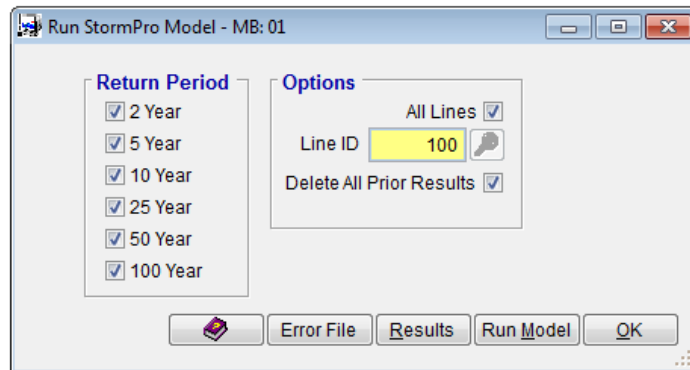 Run StormPro Model - MB: 01
Return Period
2 Year
5 Year
10 Year
25 Year
50 Year
100 Year
Options
All Lines
Line ID 100
Delete All Prior Results
Error File Results Run Model OK